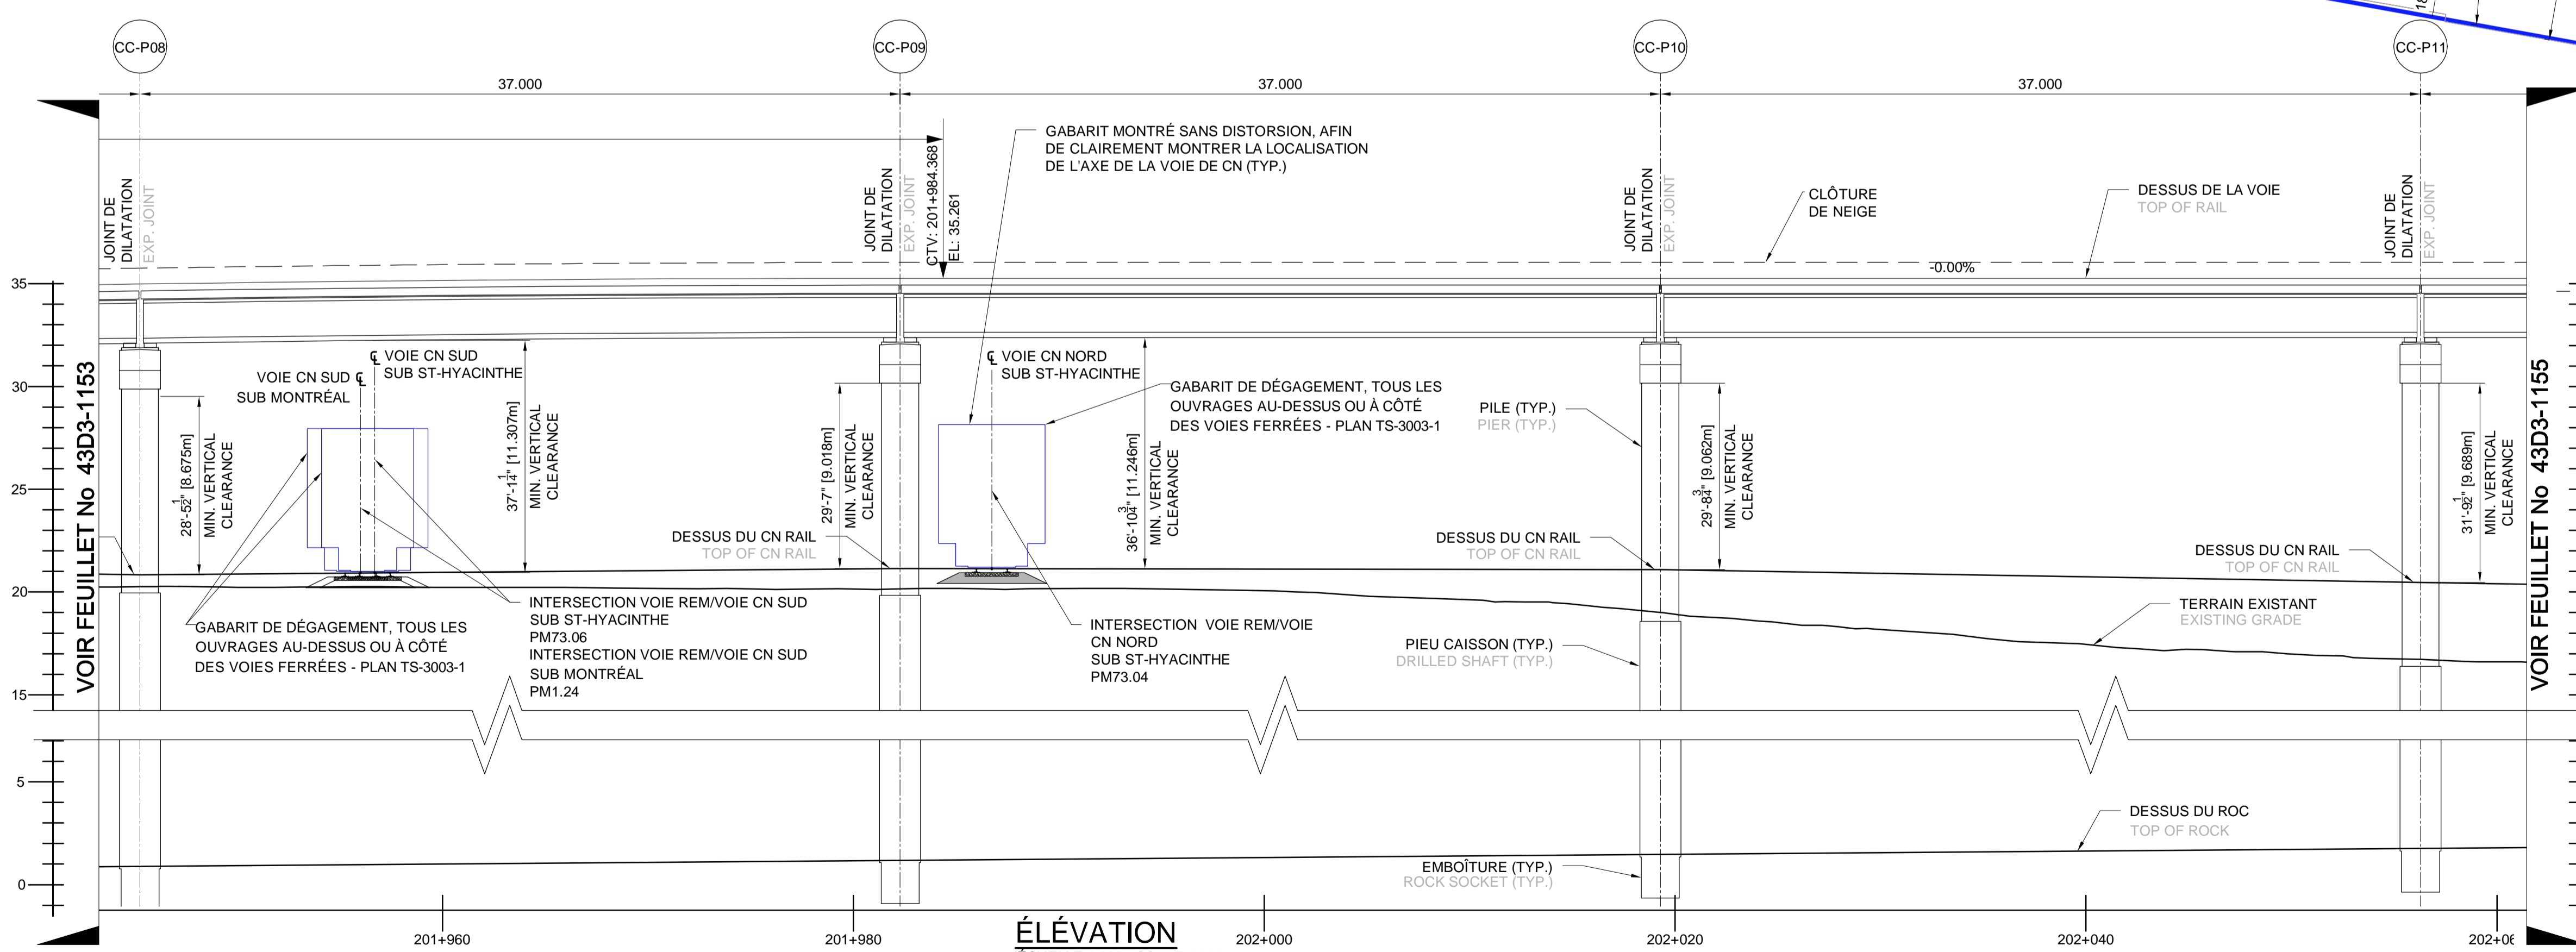 18
CC-P08
CC-P09
CC-P10
CC-P11
37.000
37.000
37.000
JOINT DE
DILATATION
EXP. JOINT
JOINT DE
DILATATION
EXP. JOINT
CTV: 201+984.368
EL: 35.261
GABARIT MONTRÉ SANS DISTORSION, AFIN
DE CLAIREMENT MONTRER LA LOCALISATION
DE L'AXE DE LA VOIE DE CN (TYP.)
JOINT DE
DILATATION
EXP. JOINT
CLÔTURE
DE NEIGE
DESSUS DE LA VOIE
TOP OF RAIL
JOINT DE
DILATATION
EXP. JOINT
-0.00%
35
30
25
20
15
5
0
VOIR FEUILLET No 43D3-1153
28'-5 1/2" [8.675m]
MIN. VERTICAL
CLEARANCE
VOIE CN SUD
SUB MONTRÉAL
VOIE CN SUD
SUB ST-HYACINTHE
37'-1 1/4" [11.307m]
MIN. VERTICAL
CLEARANCE
29'-7" [9.018m]
MIN. VERTICAL
CLEARANCE
VOIE CN NORD
SUB ST-HYACINTHE
36'-10 3/4" [11.246m]
MIN. VERTICAL
CLEARANCE
GABARIT DE DÉGAGEMENT, TOUS LES
OUVRAGES AU-DESSUS OU À CÔTÉ
DES VOIES FERRÉES - PLAN TS-3003-1
PILE (TYP.)
PIER (TYP.)
29'-8 3/4" [9.062m]
MIN. VERTICAL
CLEARANCE
31'-9 1/2" [9.689m]
MIN. VERTICAL
CLEARANCE
VOIR FEUILLET No 43D3-1155
DESSUS DU CN RAIL
TOP OF CN RAIL
DESSUS DU CN RAIL
TOP OF CN RAIL
DESSUS DU CN RAIL
TOP OF CN RAIL
GABARIT DE DÉGAGEMENT, TOUS LES
OUVRAGES AU-DESSUS OU À CÔTÉ
DES VOIES FERRÉES - PLAN TS-3003-1
INTERSECTION VOIE REM/VOIE CN SUD
SUB ST-HYACINTHE
PM73.06
INTERSECTION VOIE REM/VOIE CN SUD
SUB MONTRÉAL
PM1.24
INTERSECTION VOIE REM/VOIE
CN NORD
SUB ST-HYACINTHE
PM73.04
PIEU CAISSON (TYP.)
DRILLED SHAFT (TYP.)
TERRAIN EXISTANT
EXISTING GRADE
DESSUS DU ROC
TOP OF ROCK
EMBOÎTURE (TYP.)
ROCK SOCKET (TYP.)
201+960
201+980
202+000
202+020
202+040
202+06
ÉLÉVATION